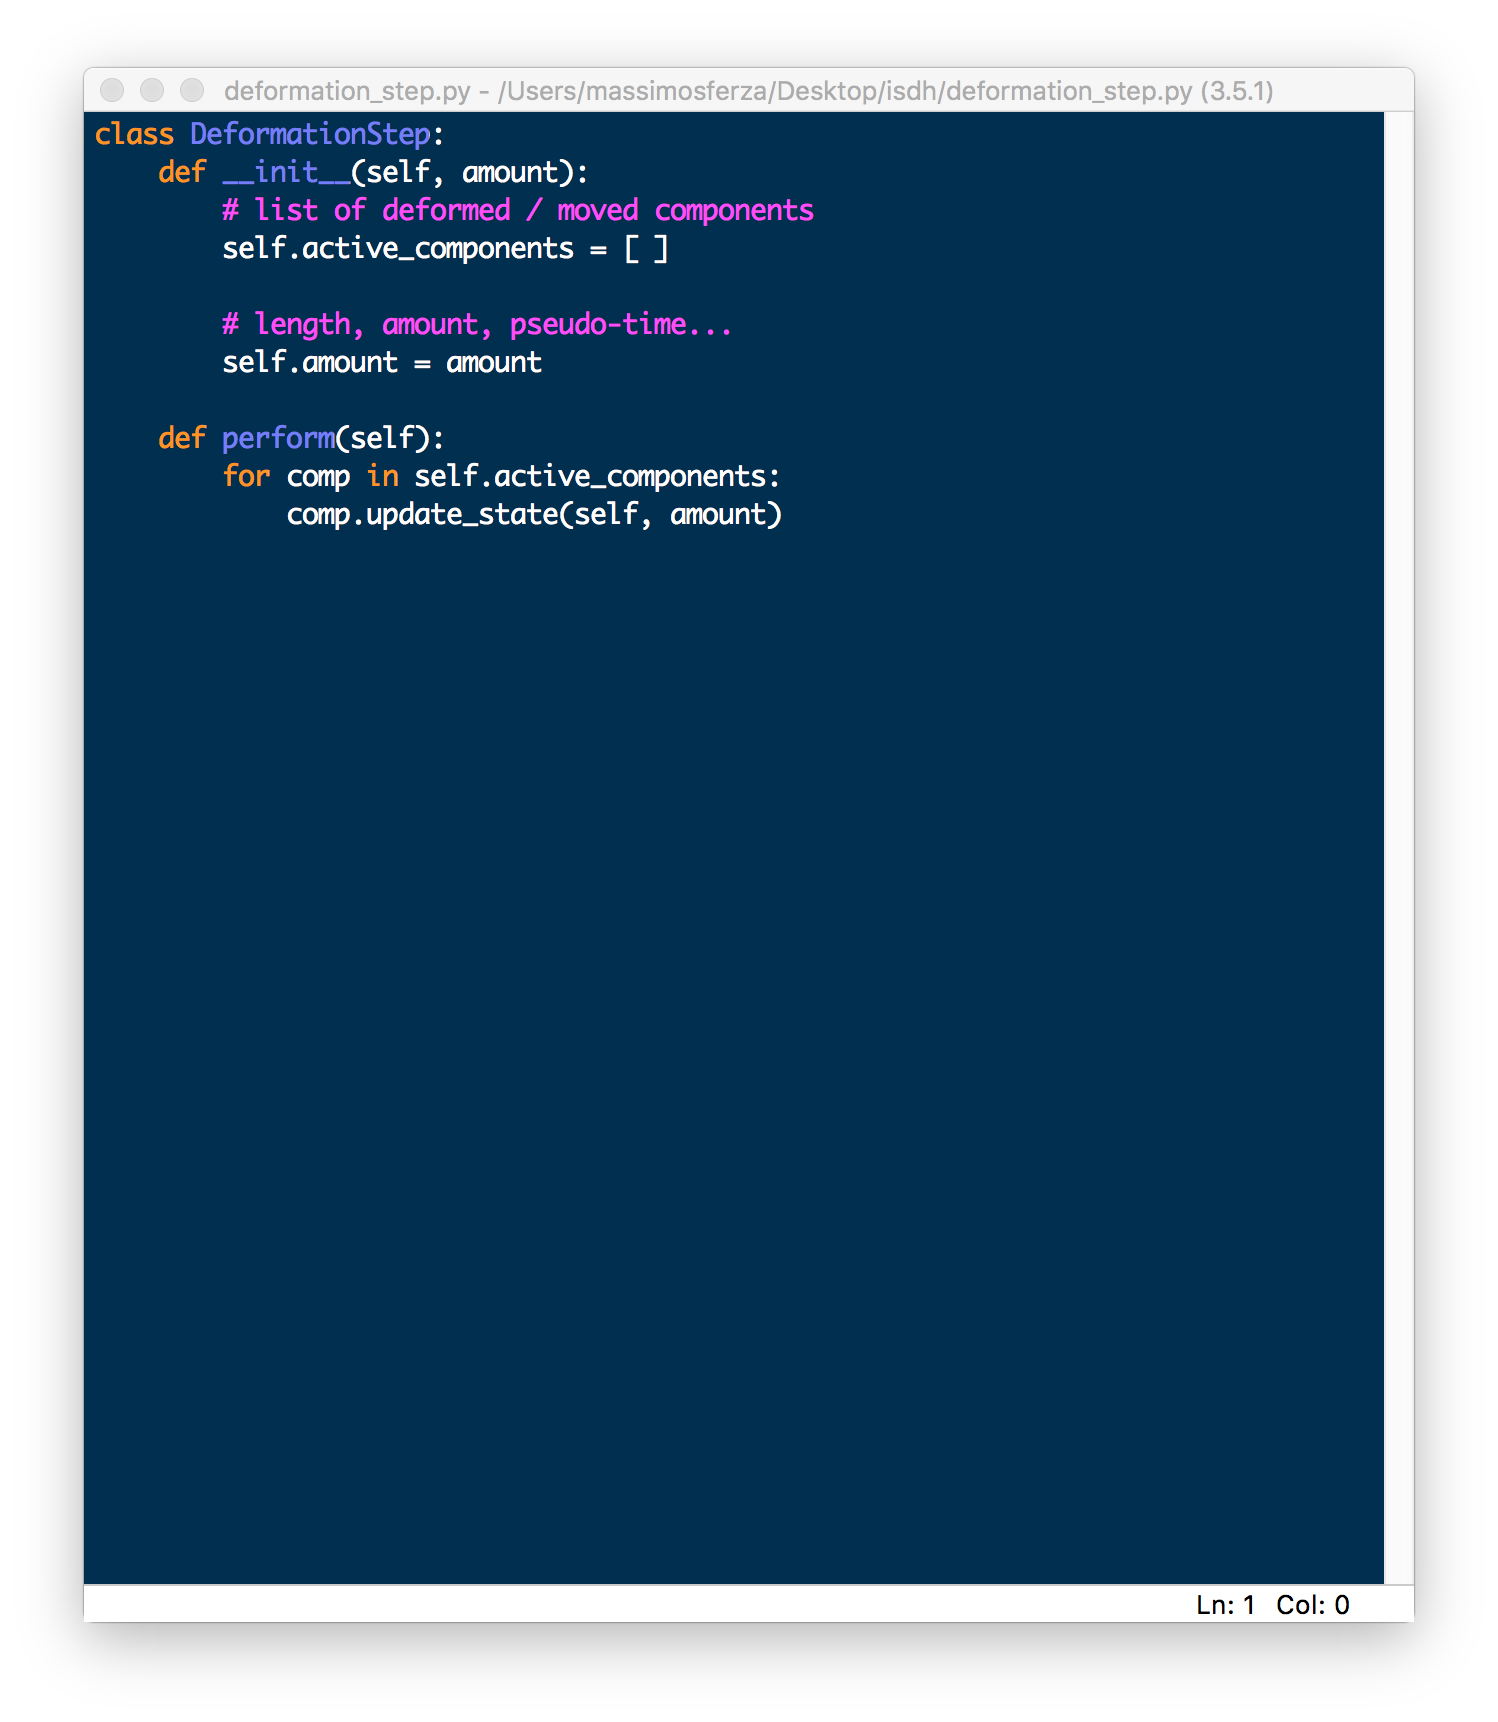 deformation_step.py - /Users/massimosferza/Desktop/isdh/deformation_step.py (3.5.1)
class DeformationStep:
    def __init__(self, amount):
        # list of deformed / moved components
        self.active_components = [ ]

        # length, amount, pseudo-time...
        self.amount = amount

    def perform(self):
        for comp in self.active_components:
            comp.update_state(self, amount)
Ln: 1 Col: 0